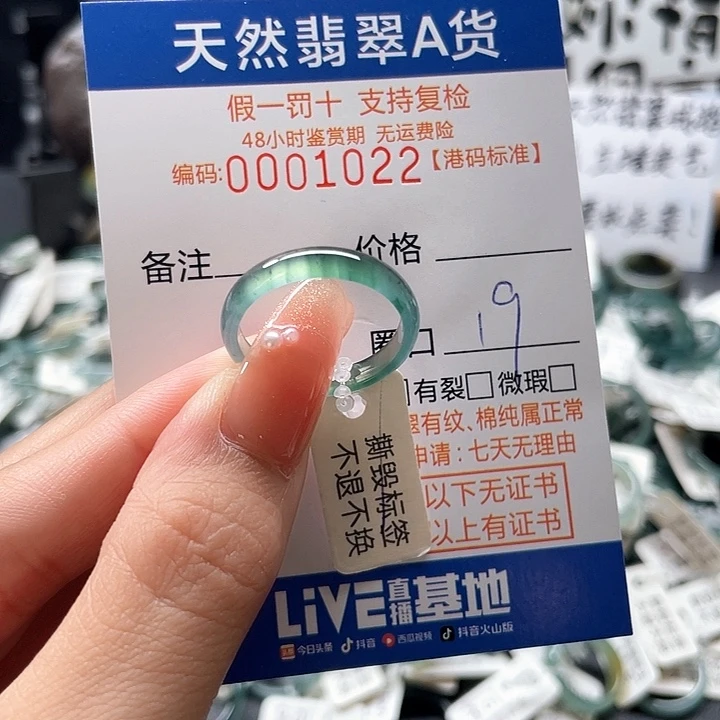 天然翡翠A货
假一罚十 支持复检
48小时鉴赏期 无运费险
编码:0001022【港码标准】
备注 价格
圈口 19
有裂□ 微瑕□
有纹、棉纯属正常
申请:七天无理由
以下无证书
以上有证书
撕毁标签
不退不换
LiVE直播基地
今日头条 抖音 西瓜视频 抖音火山版